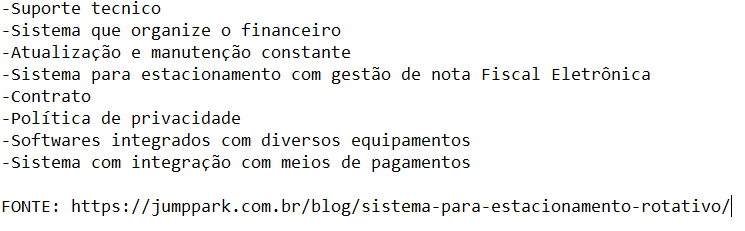 -Suporte tecnico
-Sistema que organize o financeiro
-Atualização e manutenção constante
-Sistema para estacionamento com gestão de nota Fiscal Eletrônica
-Contrato
-Política de privacidade
-Softwares integrados com diversos equipamentos
-Sistema com integração com meios de pagamentos
FONTE: https://jumppark.com.br/blog/sistema-para-estacionamento-rotativo/